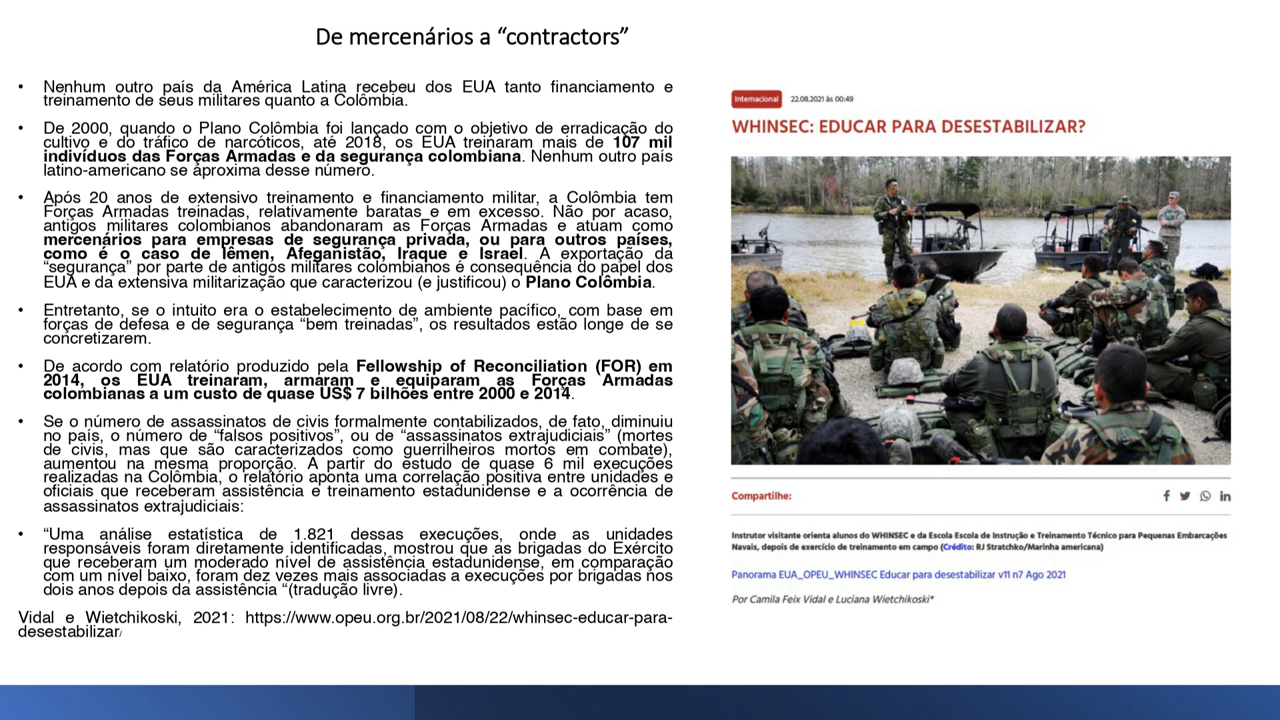 De mercenários a “contractors”
• Nenhum outro país da América Latina recebeu dos EUA tanto financiamento e
treinamento de seus militares quanto a Colômbia.
• De 2000, quando o Plano Colômbia foi lançado com o objetivo de erradicação do
cultivo e do tráfico de narcóticos, até 2018, os EUA treinaram mais de 107 mil
indivíduos das Forças Armadas e da segurança colombiana. Nenhum outro país
latino-americano se aproxima desse número.
• Após 20 anos de extensivo treinamento e financiamento militar, a Colômbia tem
Forças Armadas treinadas, relativamente baratas e em excesso. Não por acaso,
antigos militares colombianos abandonaram as Forças Armadas e atuam como
mercenários para empresas de segurança privada, ou para outros países,
como é o caso de Iêmen, Afeganistão, Iraque e Israel. A exportação da
“segurança” por parte de antigos militares colombianos é consequência do papel dos
EUA e da extensiva militarização que caracterizou (e justificou) o Plano Colômbia.
• Entretanto, se o intuito era o estabelecimento de ambiente pacífico, com base em
forças de defesa e de segurança “bem treinadas”, os resultados estão longe de se
concretizarem.
• De acordo com relatório produzido pela Fellowship of Reconciliation (FOR) em
2014, os EUA treinaram, armaram e equiparam as Forças Armadas
colombianas a um custo de quase US$ 7 bilhões entre 2000 e 2014.
• Se o número de assassinatos de civis formalmente contabilizados, de fato, diminuiu
no país, o número de “falsos positivos”, ou de “assassinatos extrajudiciais” (mortes
de civis, mas que são caracterizados como guerrilheiros mortos em combate),
aumentou na mesma proporção. A partir do estudo de quase 6 mil execuções
realizadas na Colômbia, o relatório aponta uma correlação positiva entre unidades e
oficiais que receberam assistência e treinamento estadunidense e a ocorrência de
assassinatos extrajudiciais:
• “Uma análise estatística de 1.821 dessas execuções, onde as unidades
responsáveis foram diretamente identificadas, mostrou que as brigadas do Exército
que receberam um moderado nível de assistência estadunidense, em comparação
com um nível baixo, foram dez vezes mais associadas a execuções por brigadas nos
dois anos depois da assistência “(tradução livre).
Vidal e Wietchikoski, 2021: https://www.opeu.org.br/2021/08/22/whinsec-educar-para-
desestabilizar/
Internacional 22.08.2021 às 00:49
WHINSEC: EDUCAR PARA DESESTABILIZAR?
Compartilhe:
Instrutor visitante orienta alunos do WHINSEC e da Escola Escola de Instrução e Treinamento Técnico para Pequenas Embarcações
Navais, depois de exercício de treinamento em campo (Crédito: RJ Stratchko/Marinha americana)
Panorama EUA_OPEU_WHINSEC Educar para desestabilizar v11 n7 Ago 2021
Por Camila Feix Vidal e Luciana Wietchikoski*